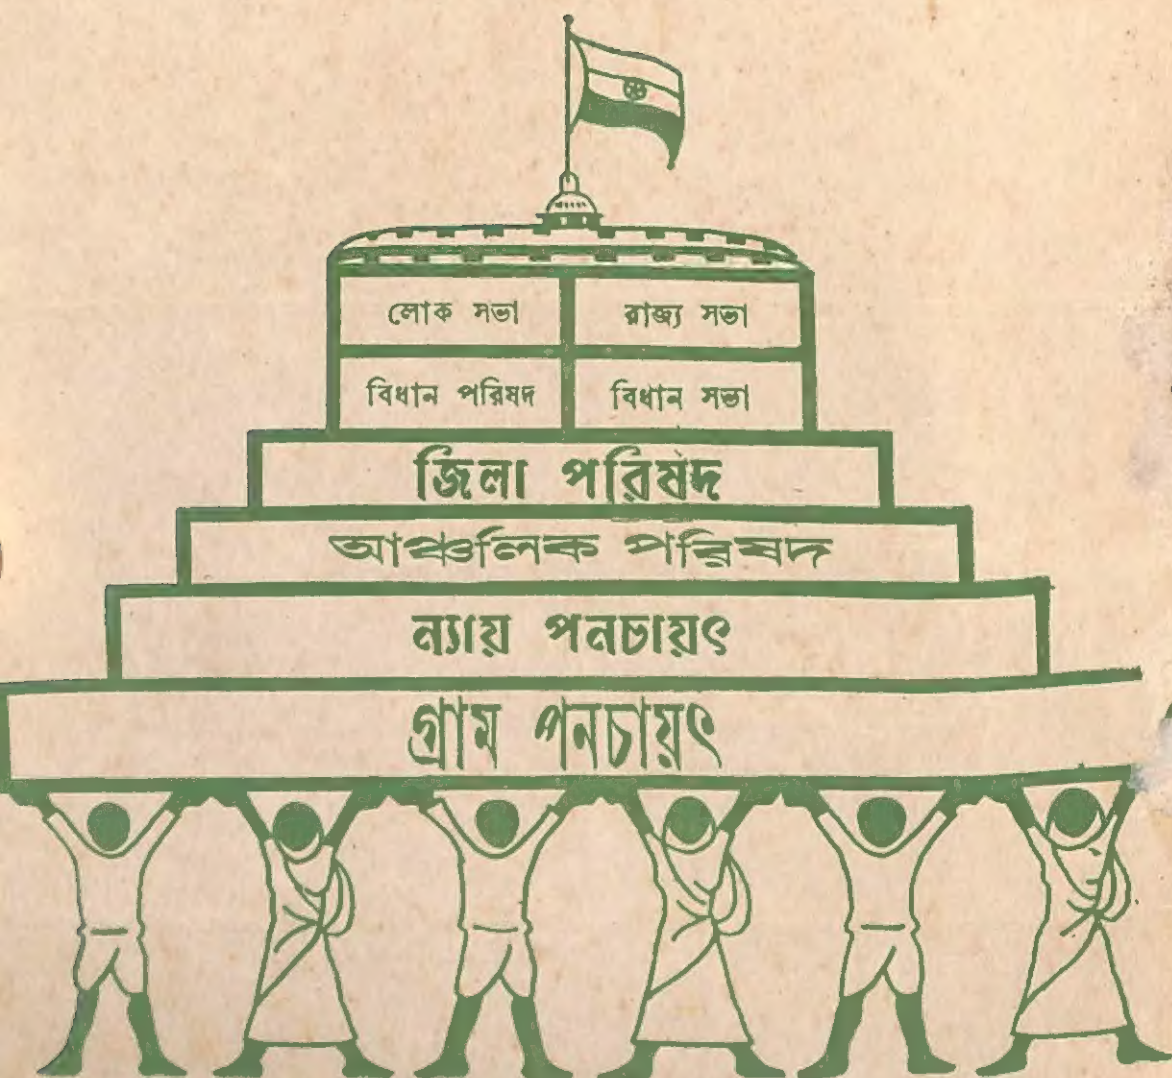 লোক সভা রাজ্য সভা
বিধান পরিষদ বিধান সভা
জিলা পরিষদ
আঞ্চলিক পরিষদ
ন্যায় পনচায়ৎ
গ্রাম পনচায়ৎ